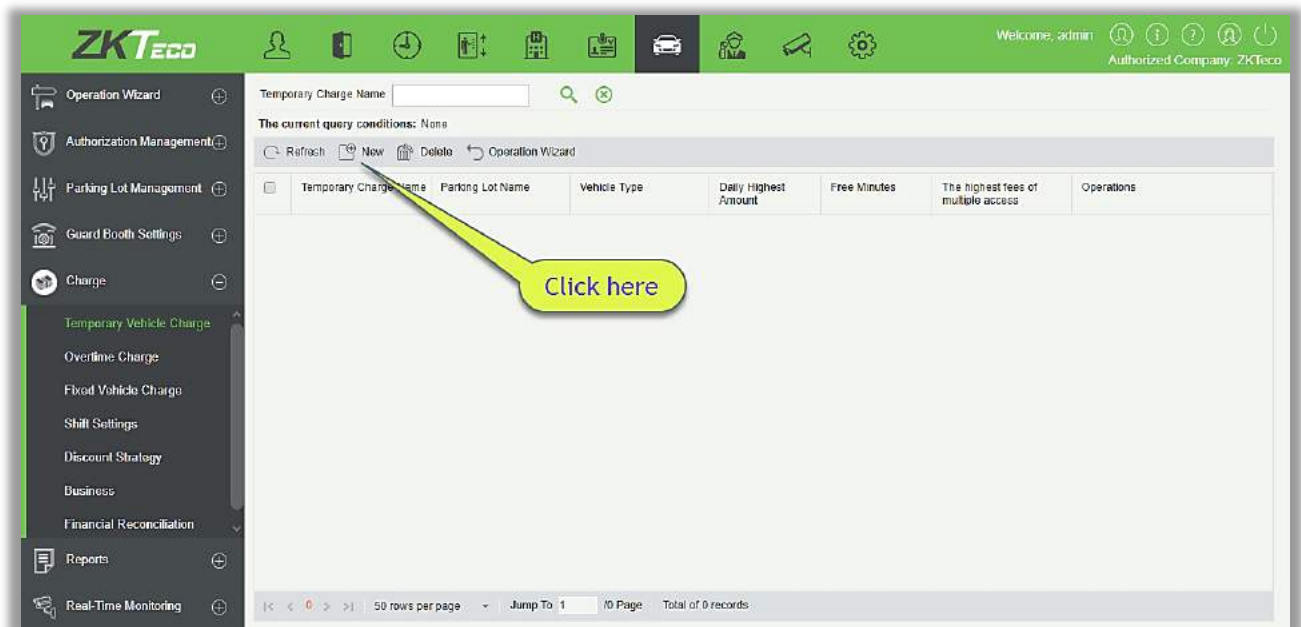 ZKTeco
Welcome, admin
Authorized Company: ZKTeco
Operation Wizard
Authorization Management
Parking Lot Management
Guard Booth Settings
Charge
Temporary Vehicle Charge
Overtime Charge
Fixed Vehicle Charge
Shift Settings
Discount Strategy
Business
Financial Reconciliation
Reports
Real-Time Monitoring
Temporary Charge Name
The current query conditions: None
Refresh New Delete Operation Wizard
Temporary Charge Name Parking Lot Name Vehicle Type Daily Highest Amount Free Minutes The highest fees of multiple access Operations
Click here
0 50 rows per page Jump To 1 /0 Page Total of 0 records